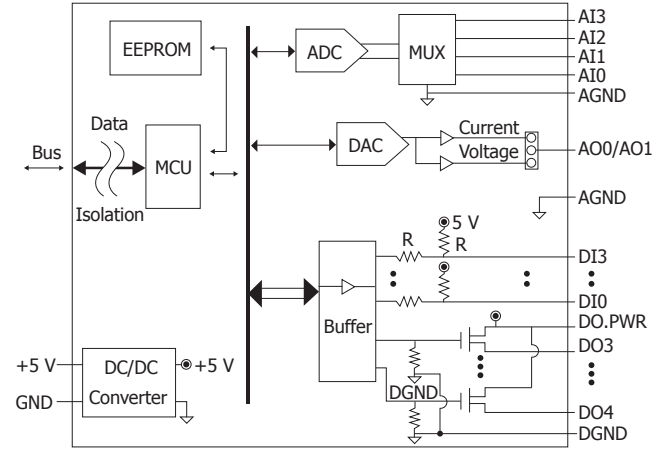 EEPROM
ADC
MUX
AI3
AI2
AI1
AI0
AGND
Data
Bus
MCU
Isolation
DAC
Current
Voltage
AO0/AO1
AGND
5 V
R
R
DI3
DI0
Buffer
DO.PWR
DO3
DGND
DO4
DGND
+5 V
DC/DC
Converter
+5 V
GND